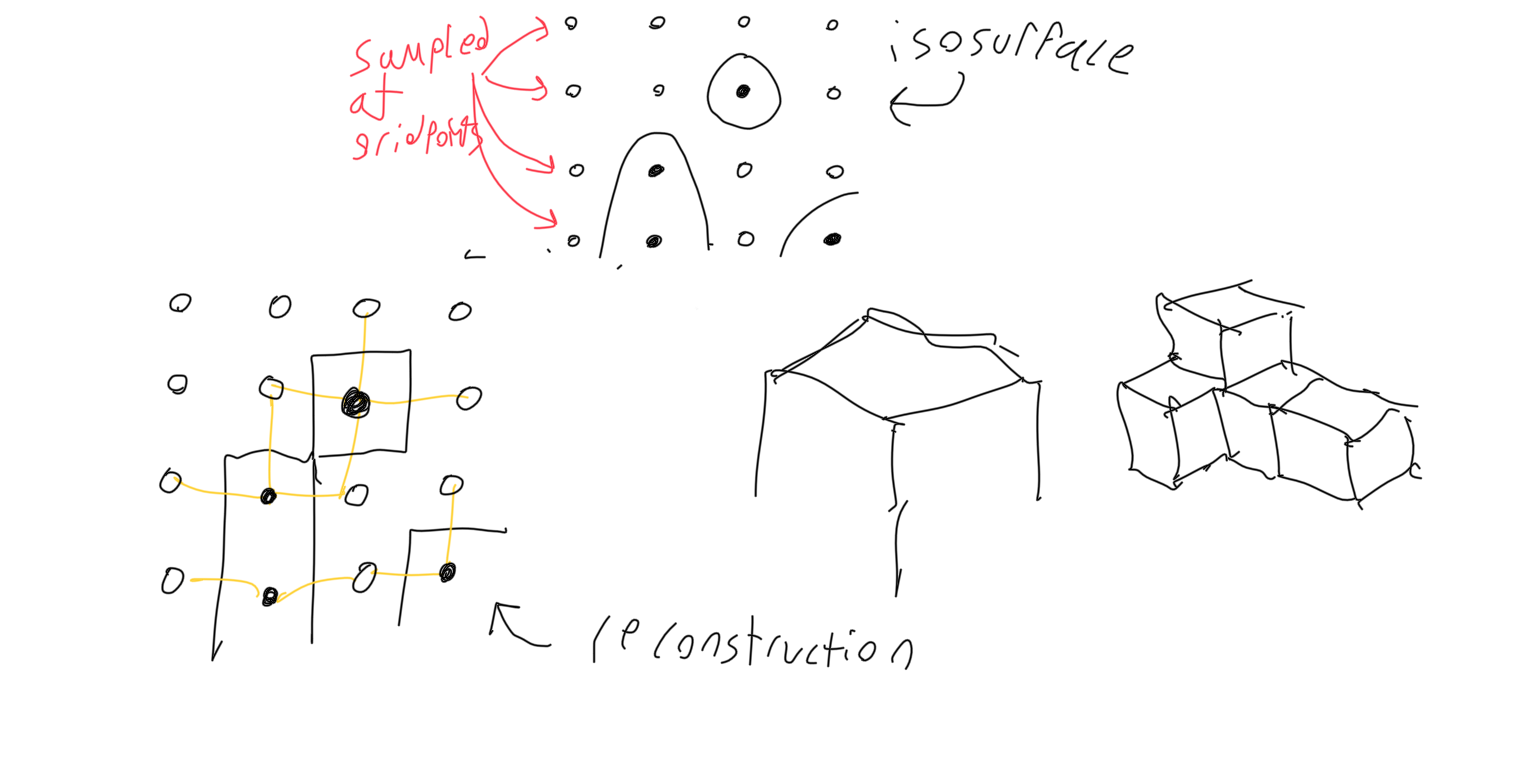 sampled
at
gridpoints
isosurface
reconstruction